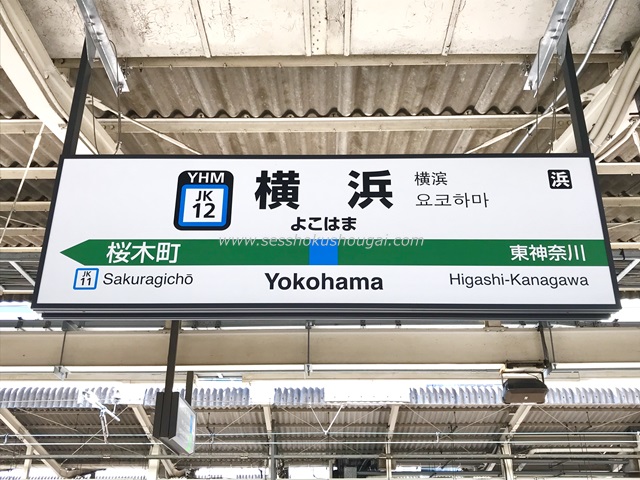 YHM
JK
12
横浜
よこはま
横滨
요코하마
浜
桜木町
東神奈川
JK
11
Sakuragichō
Yokohama
Higashi-Kanagawa
www.sesshokushougai.com